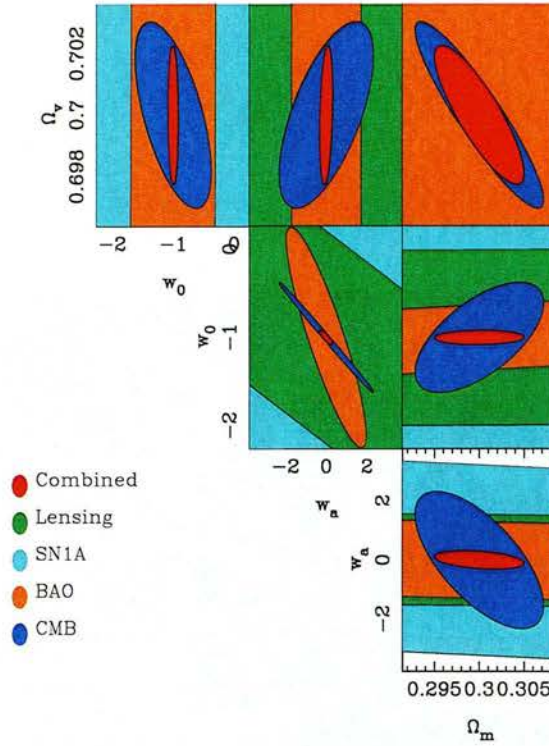 Ωᵥ
0.698 0.7 0.702
−2 −1 0
w₀
w₀
−2 −1 0
−2 0 2
wₐ
wₐ
−2 0 2
0.295 0.3 0.305
Ωₘ
Combined
Lensing
SN1A
BAO
CMB